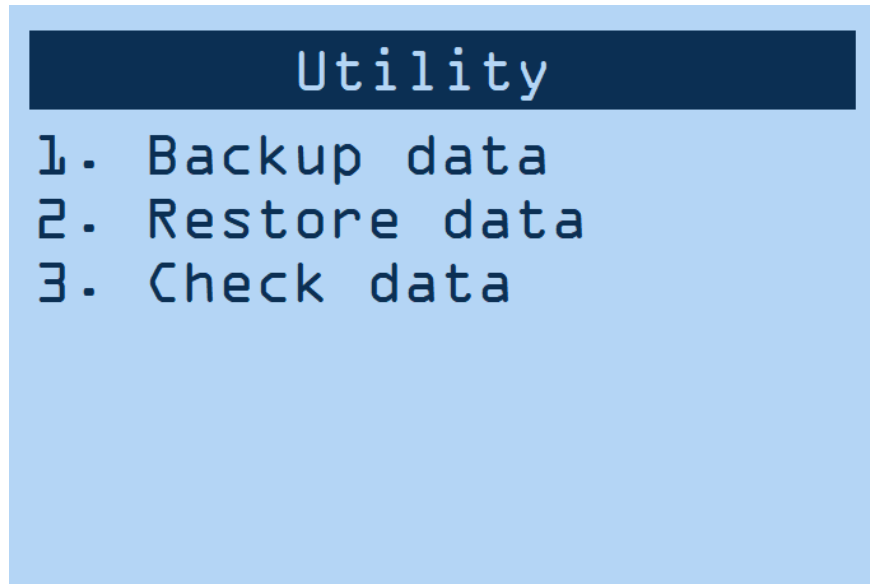 Utility
1. Backup data
2. Restore data
3. Check data